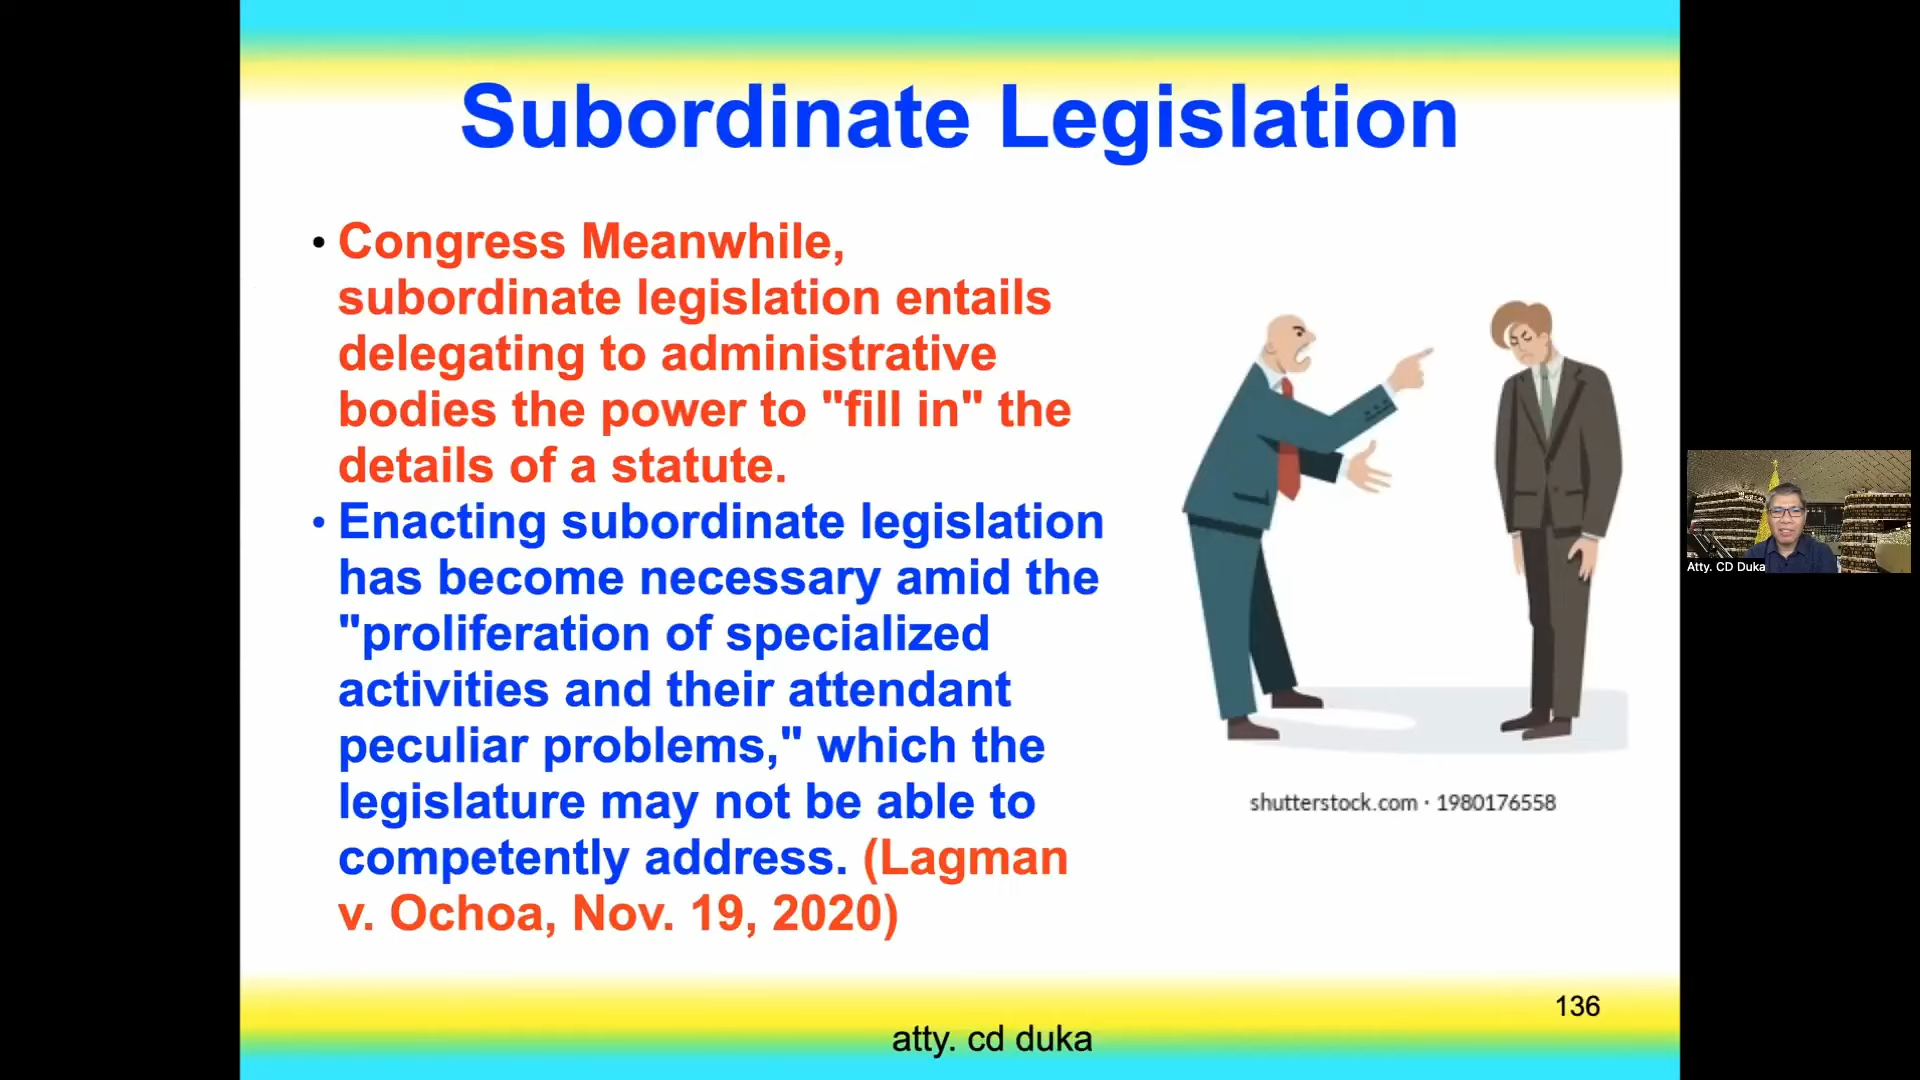 Subordinate Legislation
• Congress Meanwhile,
subordinate legislation entails
delegating to administrative
bodies the power to "fill in" the
details of a statute.
• Enacting subordinate legislation
has become necessary amid the
"proliferation of specialized
activities and their attendant
peculiar problems," which the
legislature may not be able to
competently address. (Lagman
v. Ochoa, Nov. 19, 2020)
shutterstock.com · 1980176558
Atty. CD Duka
136
atty. cd duka